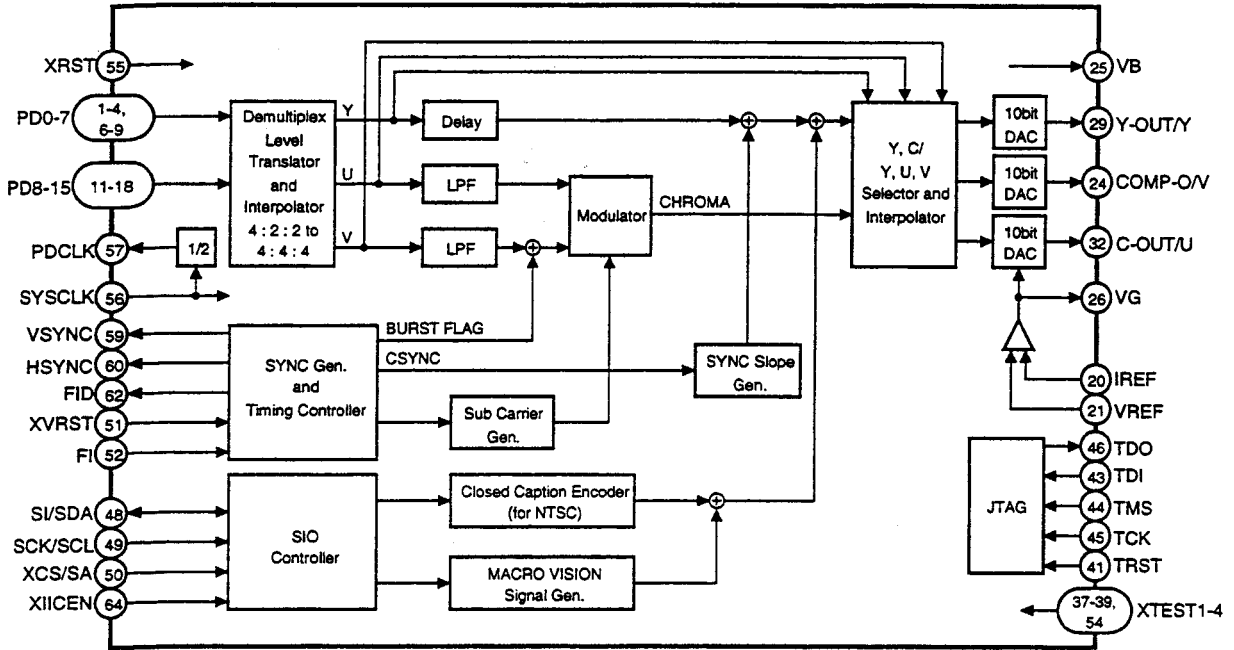 XRST
55
PD0-7
1-4,
6-9
PD8-15
11-18
PDCLK
57
1/2
SYSCLK
56
VSYNC
59
HSYNC
60
FID
62
XVRST
51
FI
52
SI/SDA
48
SCK/SCL
49
XCS/SA
50
XIICEN
64
Demultiplex
Level
Translator
and
Interpolator
4 : 2 : 2 to
4 : 4 : 4
Y
U
V
Delay
LPF
LPF
Modulator
CHROMA
BURST FLAG
CSYNC
SYNC Gen.
and
Timing Controller
Sub Carrier
Gen.
SYNC Slope
Gen.
SIO
Controller
Closed Caption Encoder
(for NTSC)
MACRO VISION
Signal Gen.
Y, C/
Y, U, V
Selector and
Interpolator
10bit
DAC
10bit
DAC
10bit
DAC
25
VB
29
Y-OUT/Y
24
COMP-O/V
32
C-OUT/U
26
VG
20
IREF
21
VREF
JTAG
46
TDO
43
TDI
44
TMS
45
TCK
41
TRST
37-39,
54
XTEST1-4